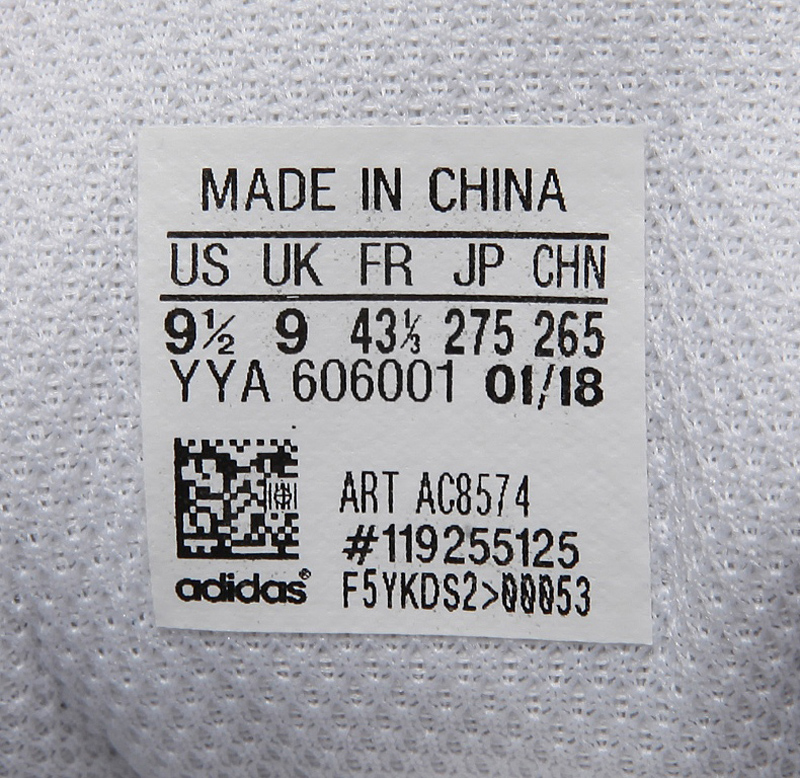 MADE IN CHINA
US UK FR JP CHN
9½ 9 43⅓ 275 265
YYA 606001 01/18
ART AC8574
#119255125
adidas® F5YKDS2>00053